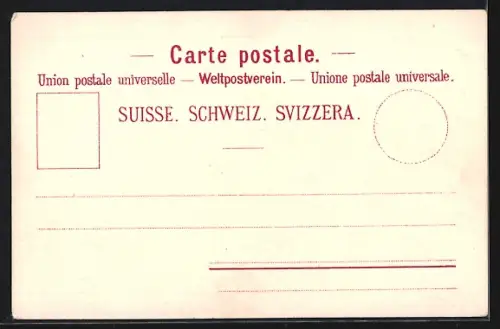 — Carte postale. —
Union postale universelle — Weltpostverein. — Unione postale universale.
SUISSE. SCHWEIZ. SVIZZERA.